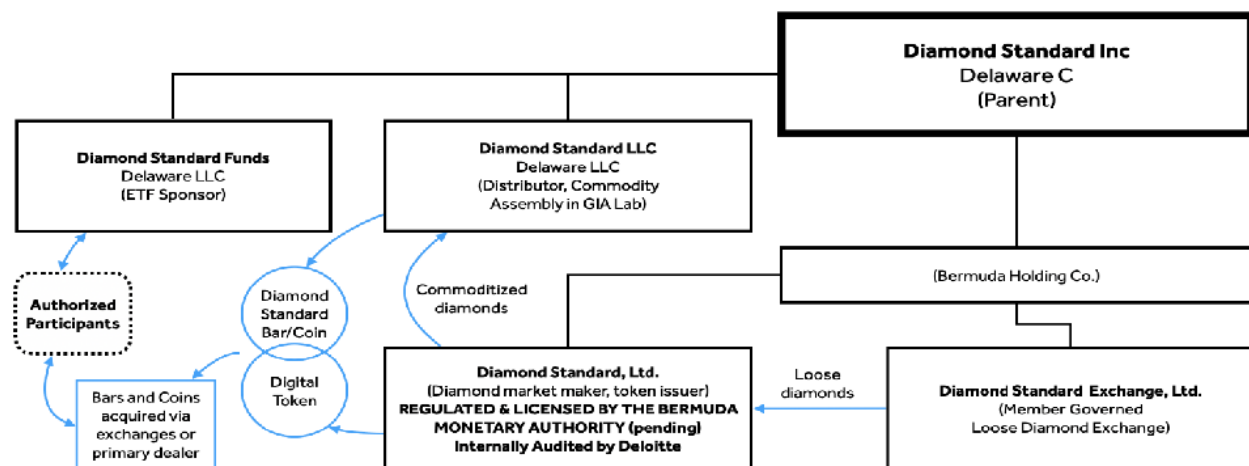 Diamond Standard Inc
Delaware C
(Parent)
Diamond Standard Funds
Delaware LLC
(ETF Sponsor)
Diamond Standard LLC
Delaware LLC
(Distributor, Commodity
Assembly in GIA Lab)
(Bermuda Holding Co.)
Authorized
Participants
Diamond
Standard
Bar/Coin
Commoditized
diamonds
Digital
Token
Bars and Coins
acquired via
exchanges or
primary dealer
Diamond Standard, Ltd.
(Diamond market maker, token issuer)
REGULATED & LICENSED BY THE BERMUDA
MONETARY AUTHORITY (pending)
Internally Audited by Deloitte
Loose
diamonds
Diamond Standard Exchange, Ltd.
(Member Governed
Loose Diamond Exchange)